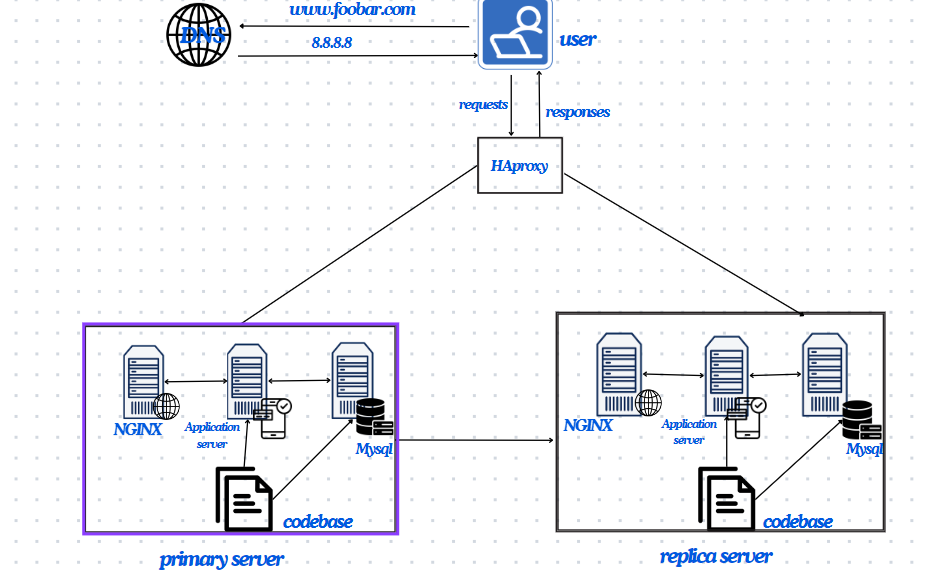 www.foobar.com
DNS
8.8.8.8
user
requests
responses
HAproxy
NGINX
Application
server
Mysql
codebase
primary server
NGINX
Application
server
Mysql
codebase
replica server